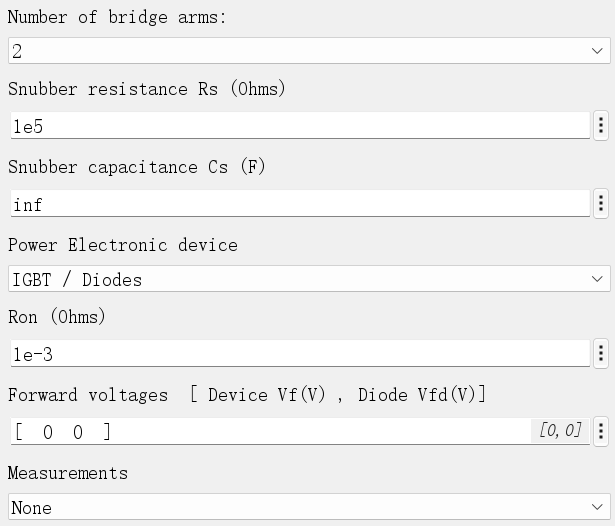 Number of bridge arms:
2
Snubber resistance Rs (Ohms)
1e5
Snubber capacitance Cs (F)
inf
Power Electronic device
IGBT / Diodes
Ron (Ohms)
1e-3
Forward voltages  [ Device Vf(V) , Diode Vfd(V)]
[  0  0  ] [0,0]
Measurements
None